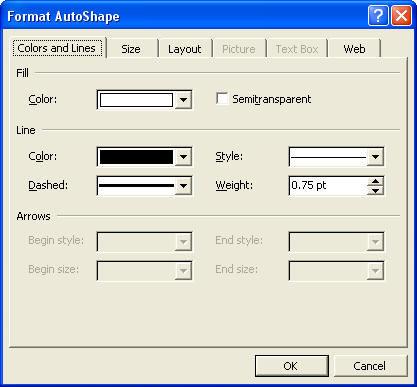 Format AutoShape
Colors and Lines Size Layout Picture Text Box Web
Fill
Color: Semitransparent
Line
Color: Style:
Dashed: Weight: 0.75 pt
Arrows
Begin style: End style:
Begin size: End size:
OK Cancel